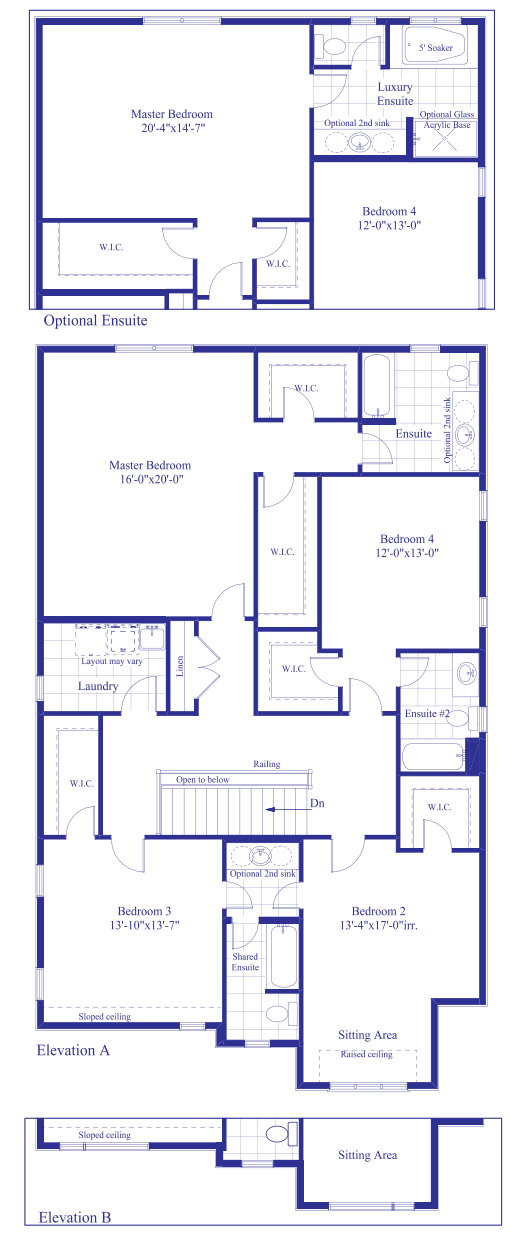 5' Soaker
Luxury
Ensuite
Master Bedroom
20'-4"x14'-7"
Optional Glass
Optional 2nd sink
Acrylic Base
Bedroom 4
12'-0"x13'-0"
W.I.C.
W.I.C.
Optional Ensuite
W.I.C.
Optional 2nd sink
Ensuite
Master Bedroom
16'-0"x20'-0"
Bedroom 4
12'-0"x13'-0"
W.I.C.
Layout may vary
Linen
W.I.C.
Laundry
Ensuite #2
Railing
Open to below
W.I.C.
Dn
W.I.C.
Optional 2nd sink
Bedroom 3
13'-10"x13'-7"
Bedroom 2
13'-4"x17'-0"irr.
Shared
Ensuite
Sloped ceiling
Sitting Area
Raised ceiling
Elevation A
Sloped ceiling
Sitting Area
Elevation B